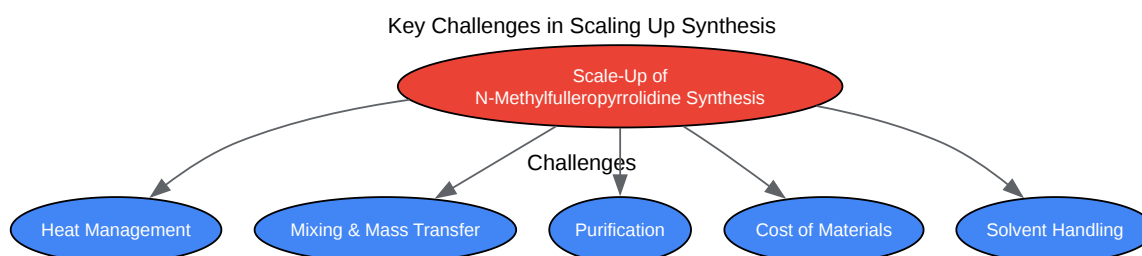 Key Challenges in Scaling Up Synthesis
Scale-Up of
N-Methylfulleropyrrolidine Synthesis
Challenges
Heat Management
Mixing & Mass Transfer
Purification
Cost of Materials
Solvent Handling